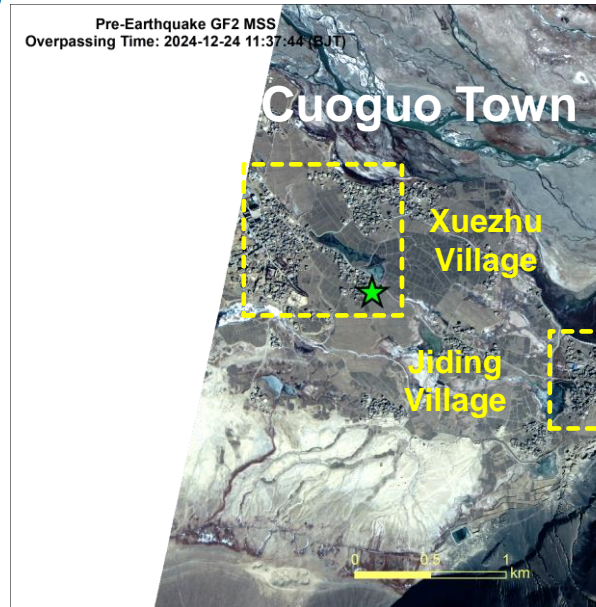 Pre-Earthquake GF2 MSS
Overpassing Time: 2024-12-24 11:37:44 (BJT)
Cuoguo Town
Xuezhu
Village
Jiding
Village
0 0.5 1
km